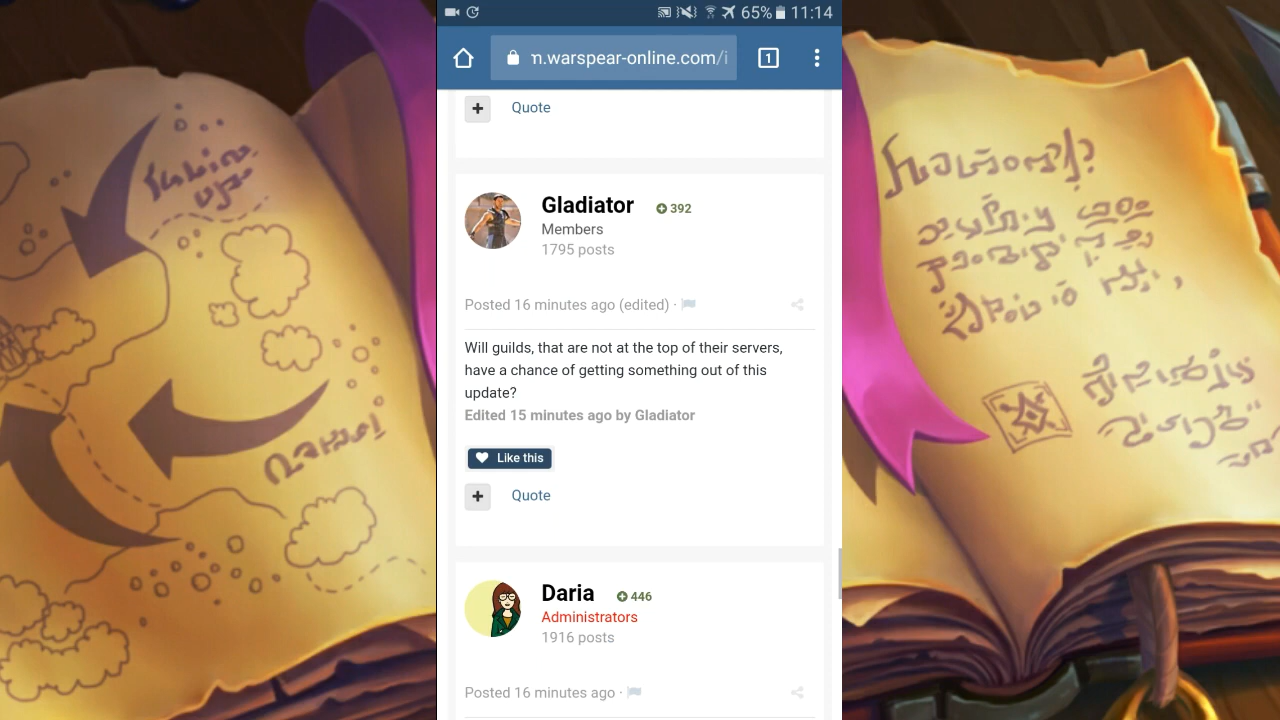 65% 11:14
n.warspear-online.com/i
1
+ Quote
Gladiator 392
Members
1795 posts
Posted 16 minutes ago (edited) ·
Will guilds, that are not at the top of their servers,
have a chance of getting something out of this
update?
Edited 15 minutes ago by Gladiator
Like this
+ Quote
Daria 446
Administrators
1916 posts
Posted 16 minutes ago ·